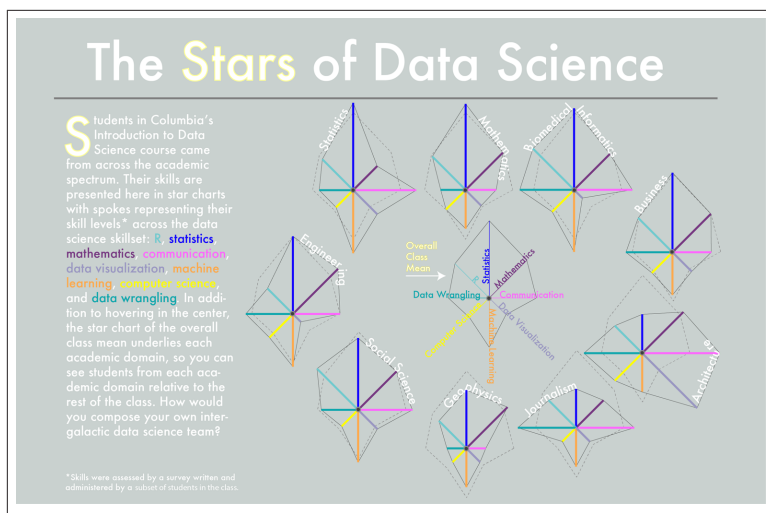 The Stars of Data Science
Students in Columbia's
Introduction to Data
Science course came
from across the academic
spectrum. Their skills are
presented here in star charts
with spokes representing their
skill levels* across the data
science skillset: R, statistics,
mathematics, communication,
data visualization, machine
learning, computer science,
and data wrangling. In addi-
tion to hovering in the center,
the star chart of the overall
class mean underlies each
academic domain, so you can
see students from each aca-
demic domain relative to the
rest of the class. How would
you compose your own inter-
galactic data science team?
*Skills were assessed by a survey written and
administered by a subset of students in the class.
Statistics
Mathematics
Biomedical Informatics
Business
Engineering
Overall
Class
Mean
R
Statistics
Mathematics
Data Wrangling
Communication
Computer Science
Machine Learning
Data Visualization
Architecture
Social Science
Geophysics
Journalism